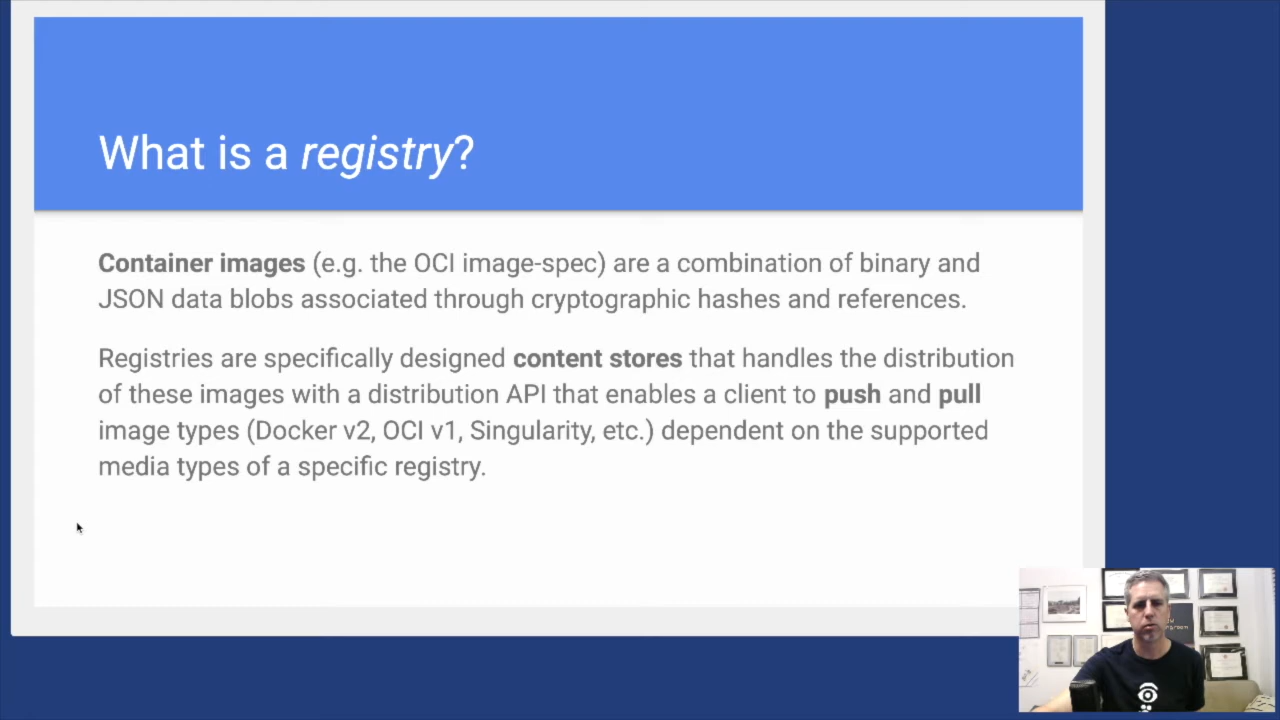 What is a registry?
Container images (e.g. the OCI image-spec) are a combination of binary and
JSON data blobs associated through cryptographic hashes and references.
Registries are specifically designed content stores that handles the distribution
of these images with a distribution API that enables a client to push and pull
image types (Docker v2, OCI v1, Singularity, etc.) dependent on the supported
media types of a specific registry.